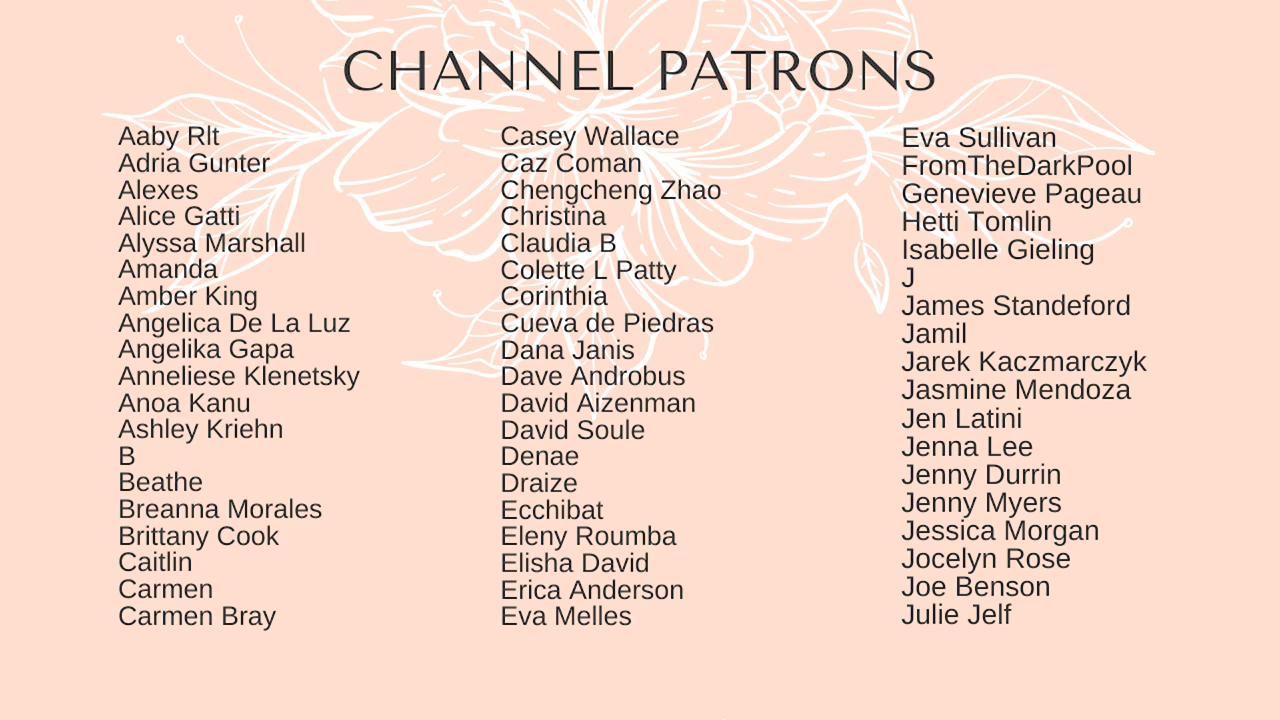 CHANNEL PATRONS
Aaby Rlt
Adria Gunter
Alexes
Alice Gatti
Alyssa Marshall
Amanda
Amber King
Angelica De La Luz
Angelika Gapa
Anneliese Klenetsky
Anoa Kanu
Ashley Kriehn
B
Beathe
Breanna Morales
Brittany Cook
Caitlin
Carmen
Carmen Bray
Casey Wallace
Caz Coman
Chengcheng Zhao
Christina
Claudia B
Colette L Patty
Corinthia
Cueva de Piedras
Dana Janis
Dave Androbus
David Aizenman
David Soule
Denae
Draize
Ecchibat
Eleny Roumba
Elisha David
Erica Anderson
Eva Melles
Eva Sullivan
FromTheDarkPool
Genevieve Pageau
Hetti Tomlin
Isabelle Gieling
J
James Standeford
Jamil
Jarek Kaczmarczyk
Jasmine Mendoza
Jen Latini
Jenna Lee
Jenny Durrin
Jenny Myers
Jessica Morgan
Jocelyn Rose
Joe Benson
Julie Jelf